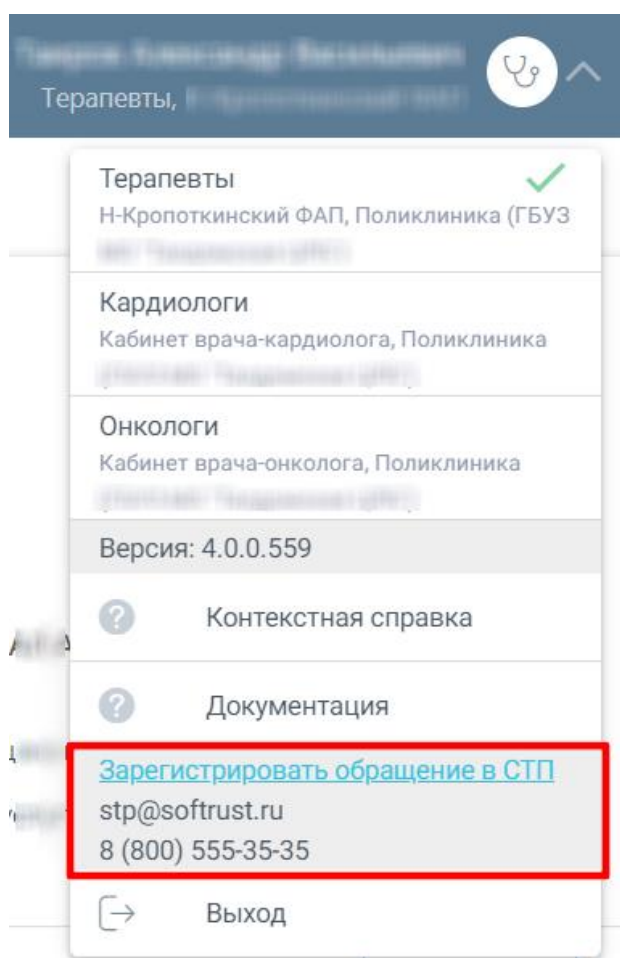 Терапевты,
Терапевты
Н-Кропоткинский ФАП, Поликлиника (ГБУЗ
Кардиологи
Кабинет врача-кардиолога, Поликлиника
Онкологи
Кабинет врача-онколога, Поликлиника
Версия: 4.0.0.559
Контекстная справка
Документация
Зарегистрировать обращение в СТП
stp@softrust.ru
8 (800) 555-35-35
Выход